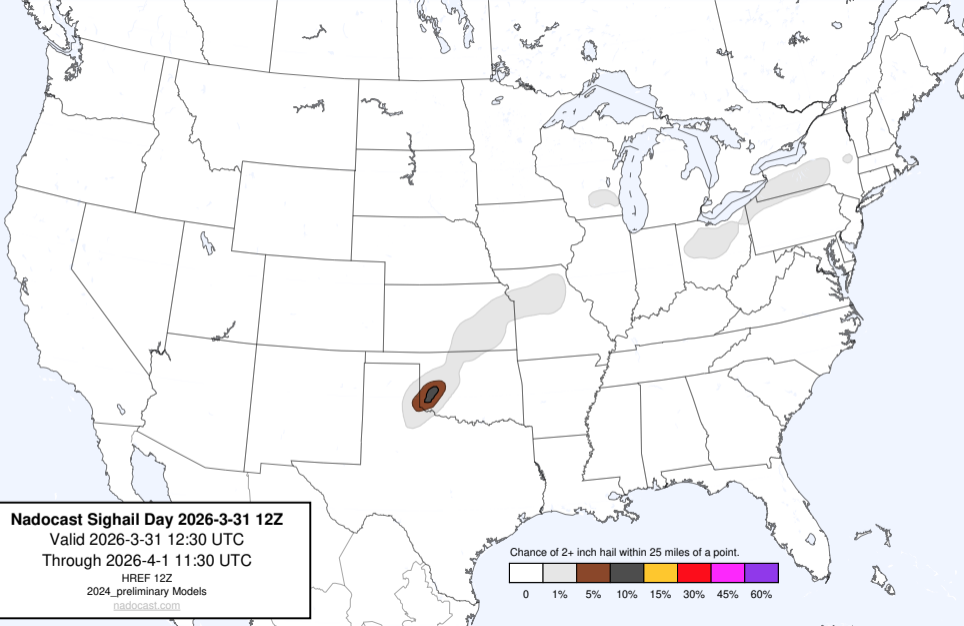 Nadocast Sighail Day 2026-3-31 12Z
Valid 2026-3-31 12:30 UTC
Through 2026-4-1 11:30 UTC
HREF 12Z
2024_preliminary Models
nadocast.com
Chance of 2+ inch hail within 25 miles of a point.
0 1% 5% 10% 15% 30% 45% 60%